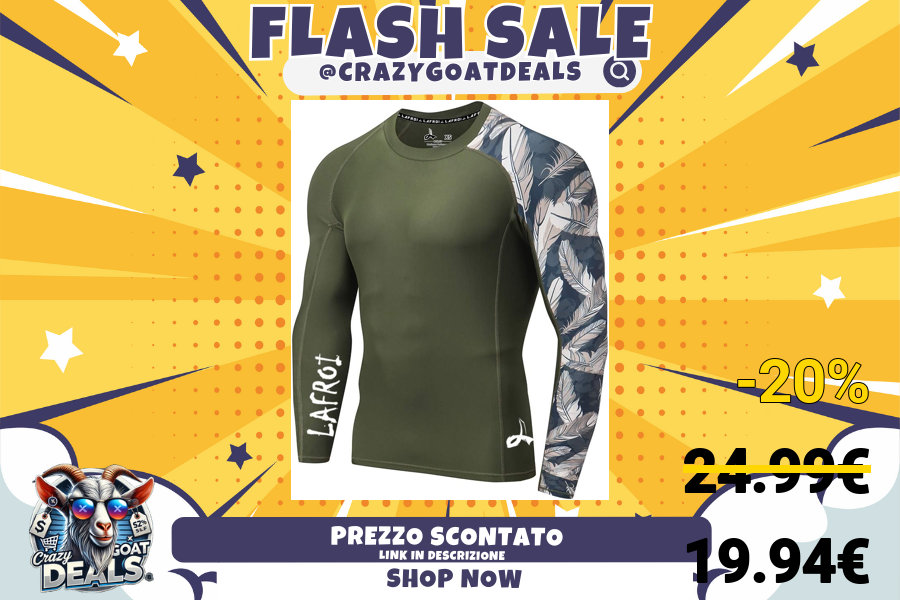 FLASH SALE
@CRAZYGOATDEALS
LAFROI
-20%
24.99€
19.94€
PREZZO SCONTATO
LINK IN DESCRIZIONE
SHOP NOW
$
52%
Crazy
GOAT
DEALS